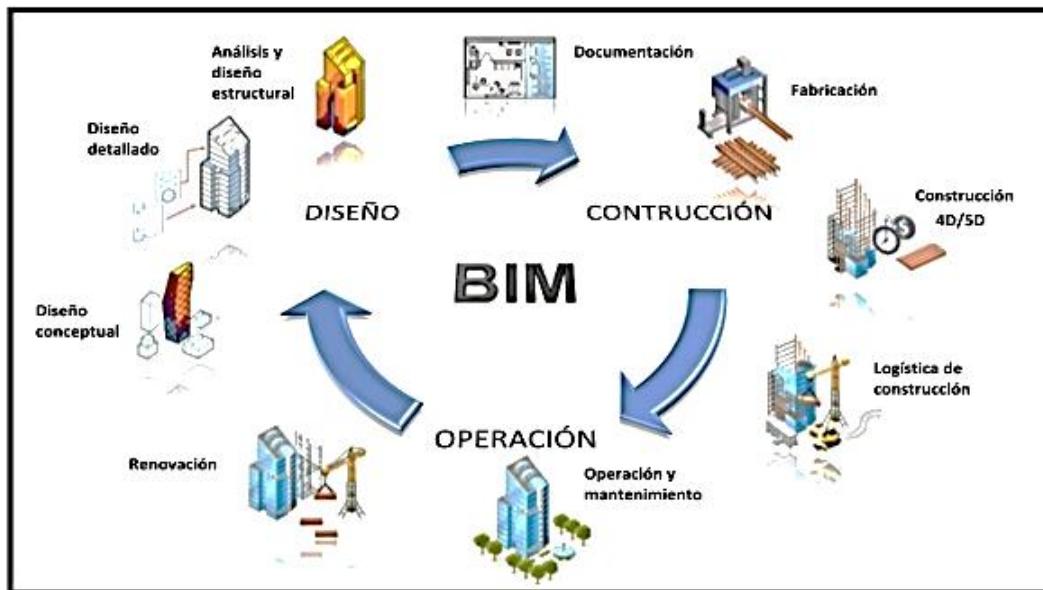 Análisis y
diseño
estructural
Documentación
Fabricación
Diseño
detallado
DISEÑO
CONTRUCCIÓN
Construcción
4D/5D
BIM
Diseño
conceptual
Logística de
construcción
OPERACIÓN
Renovación
Operación y
mantenimiento